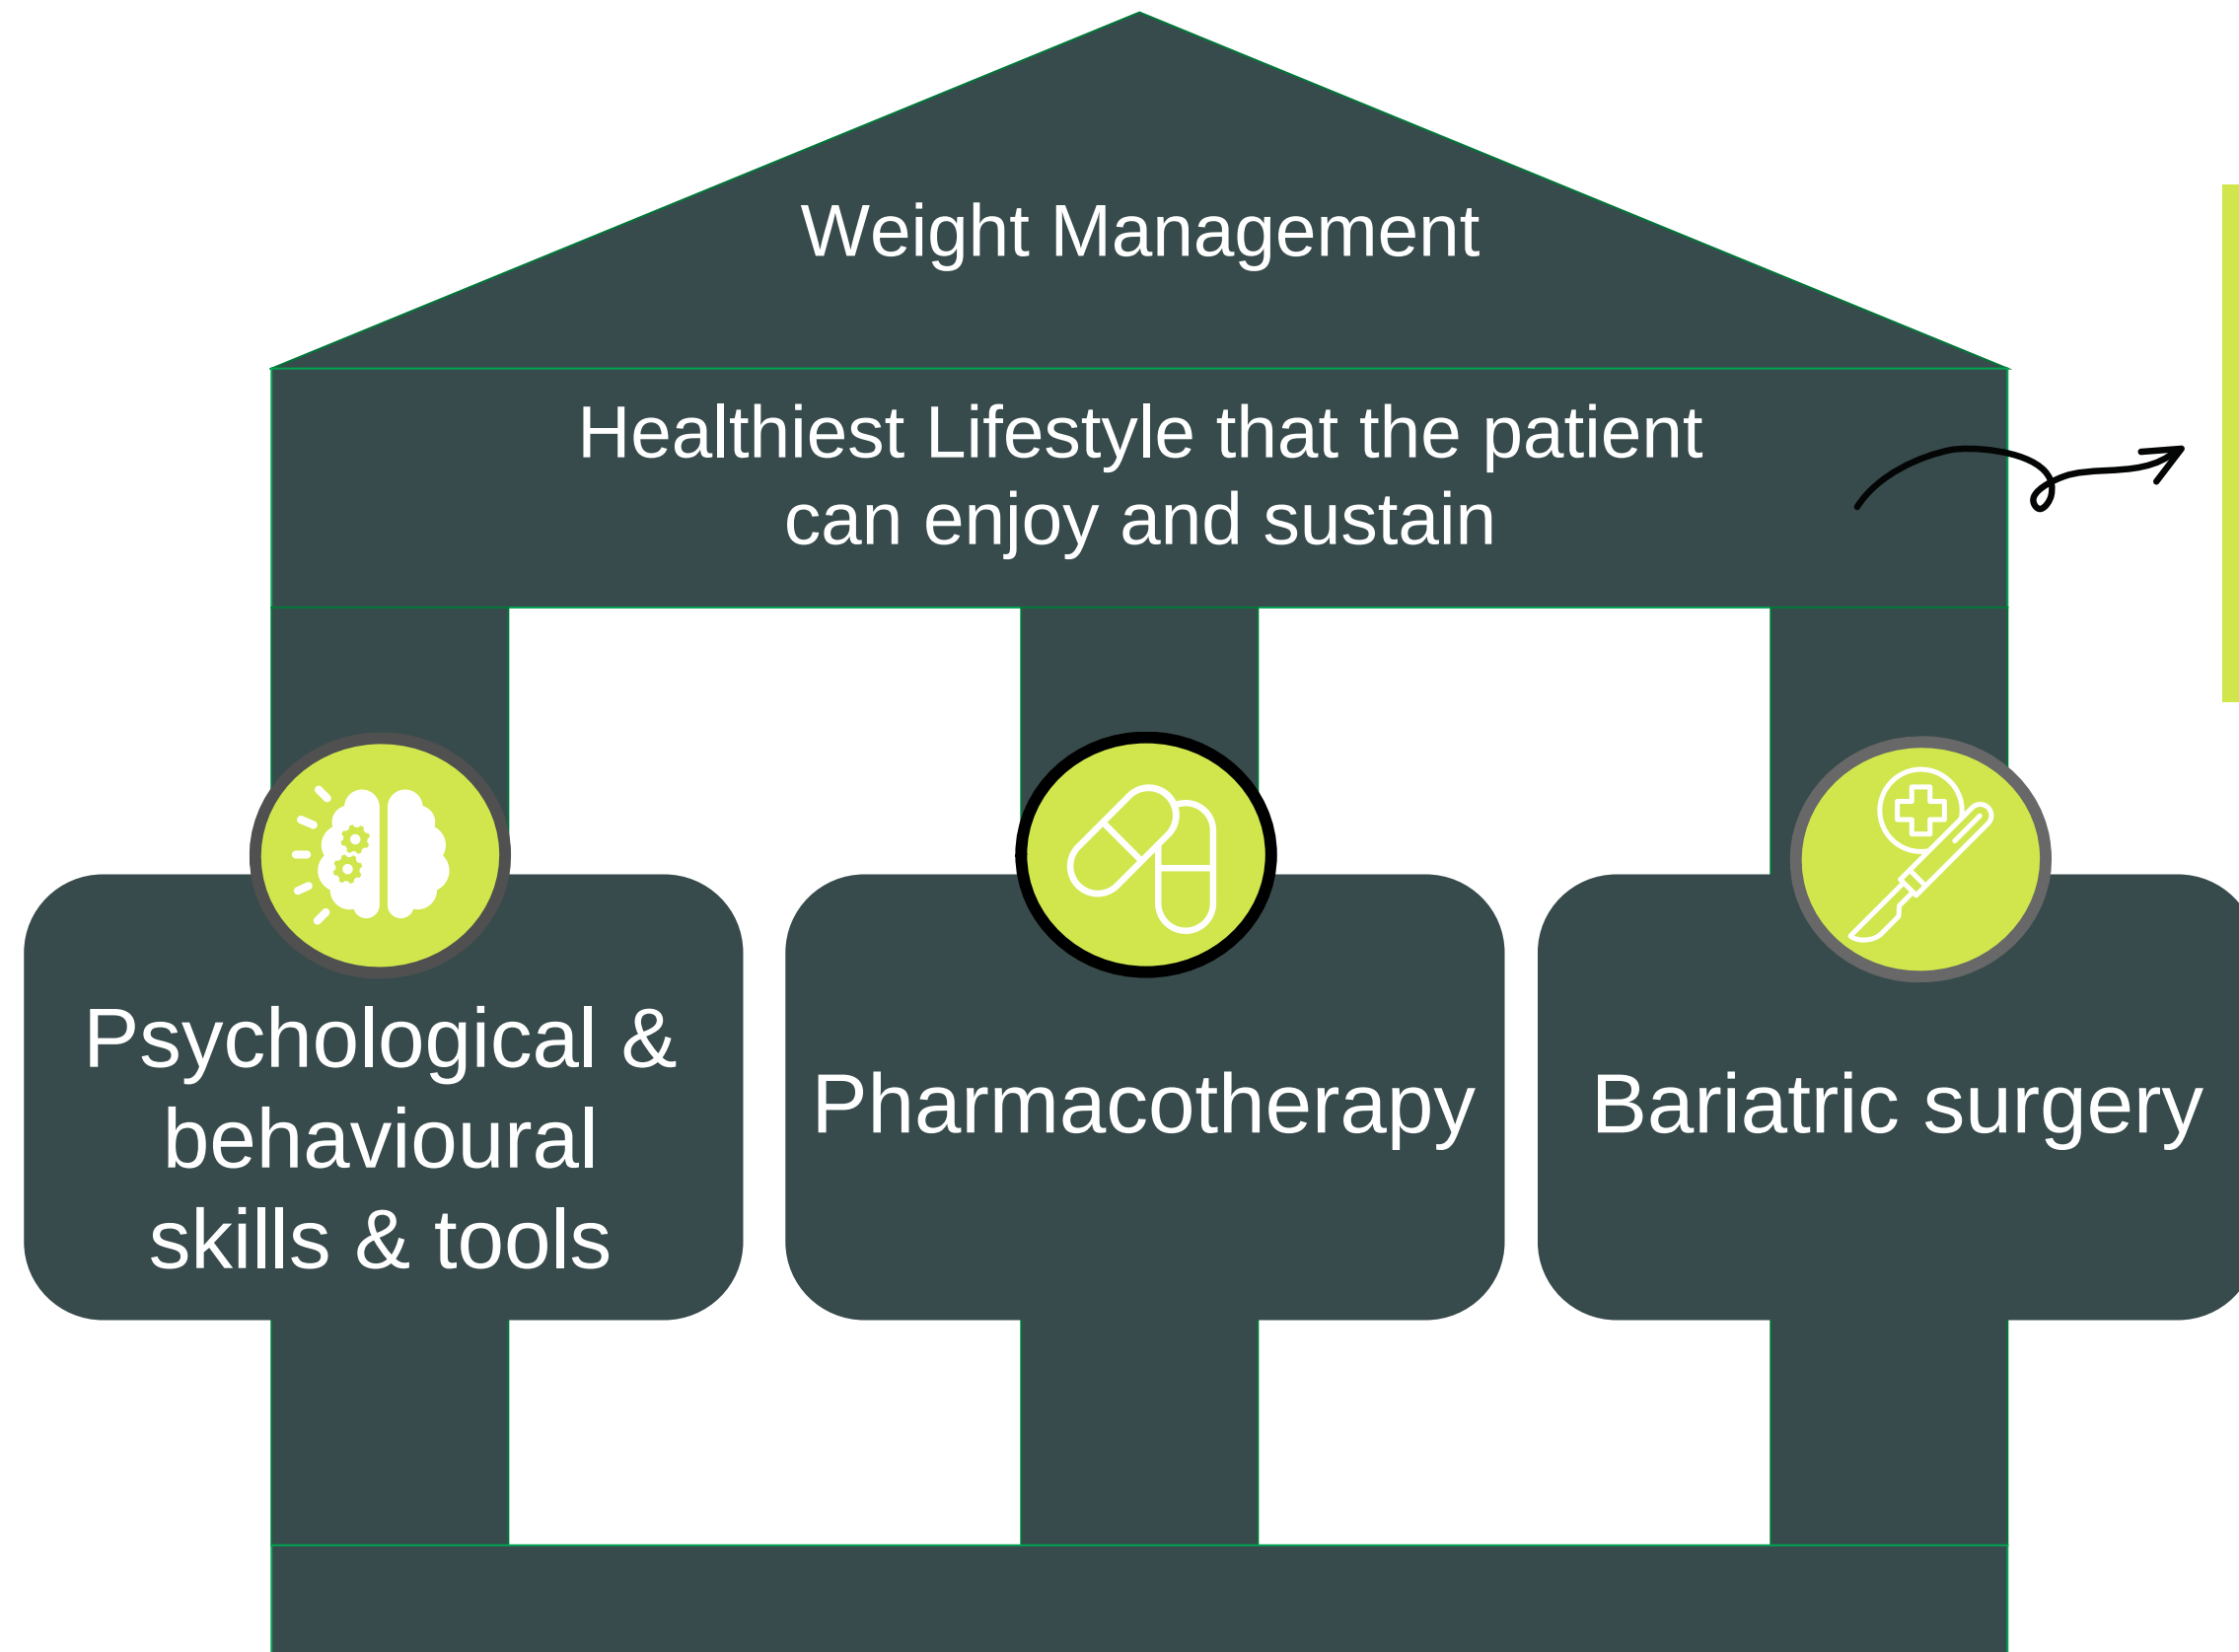 Weight Management
Healthiest Lifestyle that the patient
can enjoy and sustain
Psychological &
behavioural
skills & tools
Pharmacotherapy
Bariatric surgery